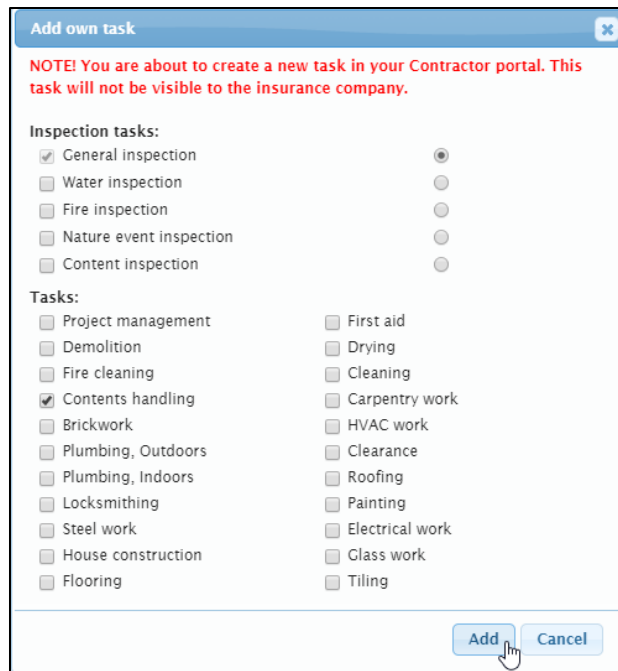 Add own task
NOTE! You are about to create a new task in your Contractor portal. This
task will not be visible to the insurance company.
Inspection tasks:
General inspection
Water inspection
Fire inspection
Nature event inspection
Content inspection
Tasks:
Project management First aid
Demolition Drying
Fire cleaning Cleaning
Contents handling Carpentry work
Brickwork HVAC work
Plumbing, Outdoors Clearance
Plumbing, Indoors Roofing
Locksmithing Painting
Steel work Electrical work
House construction Glass work
Flooring Tiling
Add Cancel